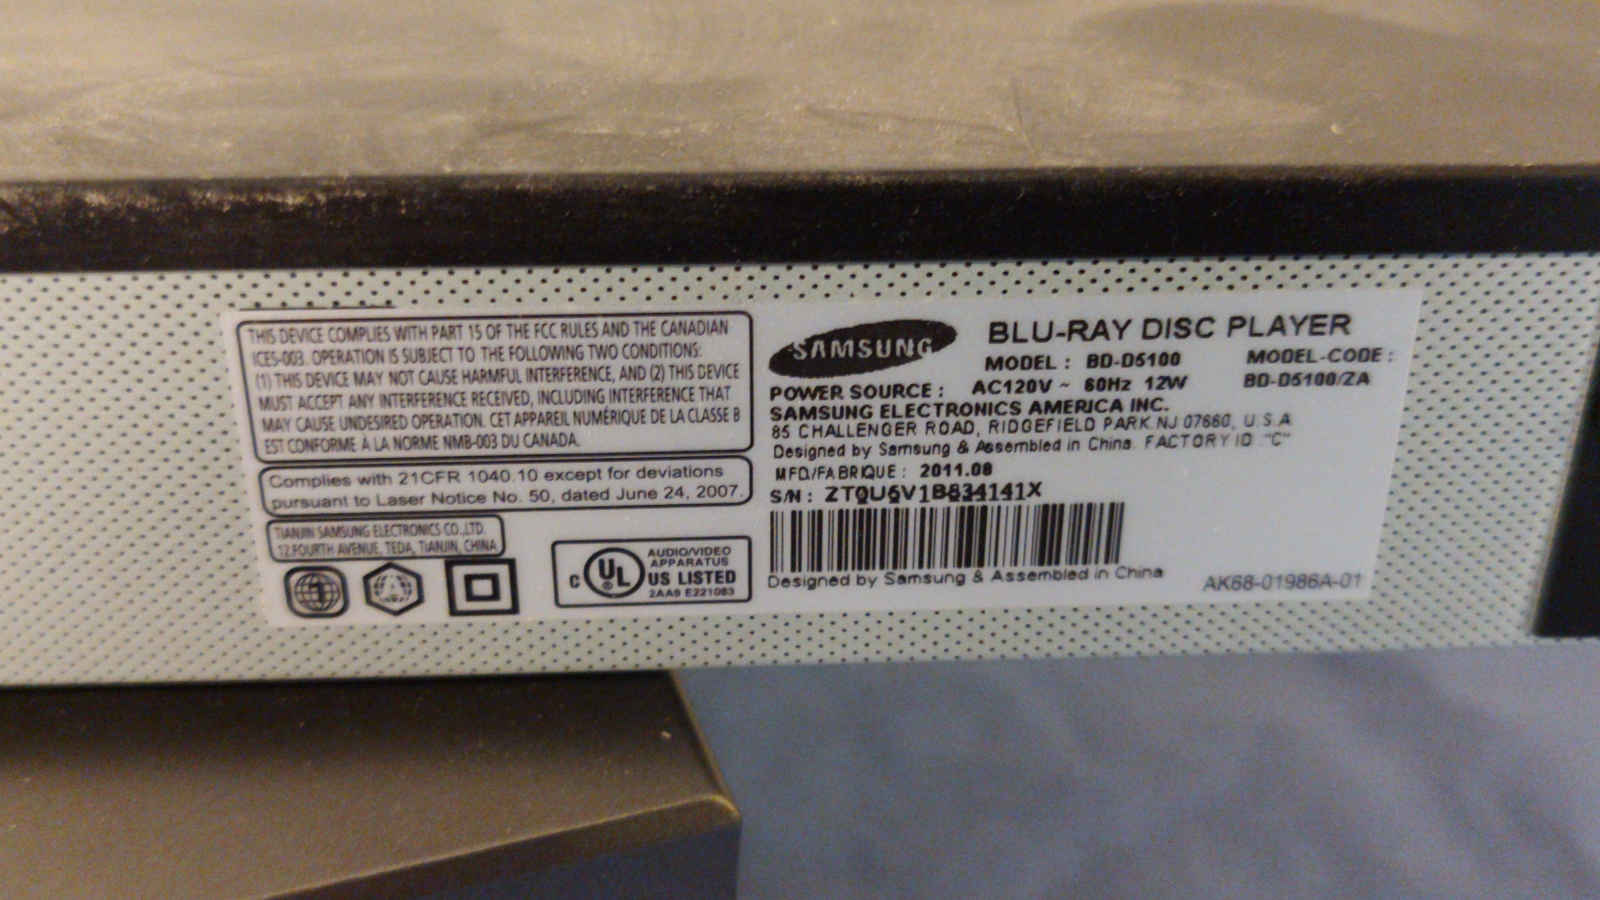 THIS DEVICE COMPLIES WITH PART 15 OF THE FCC RULES AND THE CANADIAN
ICES-003. OPERATION IS SUBJECT TO THE FOLLOWING TWO CONDITIONS:
(1) THIS DEVICE MAY NOT CAUSE HARMFUL INTERFERENCE, AND (2) THIS DEVICE
MUST ACCEPT ANY INTERFERENCE RECEIVED, INCLUDING INTERFERENCE THAT
MAY CAUSE UNDESIRED OPERATION. CET APPAREIL NUMÉRIQUE DE LA CLASSE B
EST CONFORME A LA NORME NMB-003 DU CANADA.
Complies with 21CFR 1040.10 except for deviations
pursuant to Laser Notice No. 50, dated June 24, 2007.
TIANJIN SAMSUNG ELECTRONICS CO.,LTD.
12,FOURTH AVENUE, TEDA, TIANJIN, CHINA
C UL ® US LISTED
AUDIO/VIDEO
APPARATUS
2AA9 E221083
SAMSUNG
BLU-RAY DISC PLAYER
MODEL : BD-D5100
MODEL-CODE :
BD-D5100/ZA
POWER SOURCE : AC120V ~ 60Hz 12W
SAMSUNG ELECTRONICS AMERICA INC.
85 CHALLENGER ROAD, RIDGEFIELD PARK NJ 07660, U.S.A
Designed by Samsung & Assembled in China. FACTORY ID :"C"
MFD/FABRIQUE : 2011.08
S/N : ZTQU5V1B834141X
Designed by Samsung & Assembled in China
AK68-01986A-01